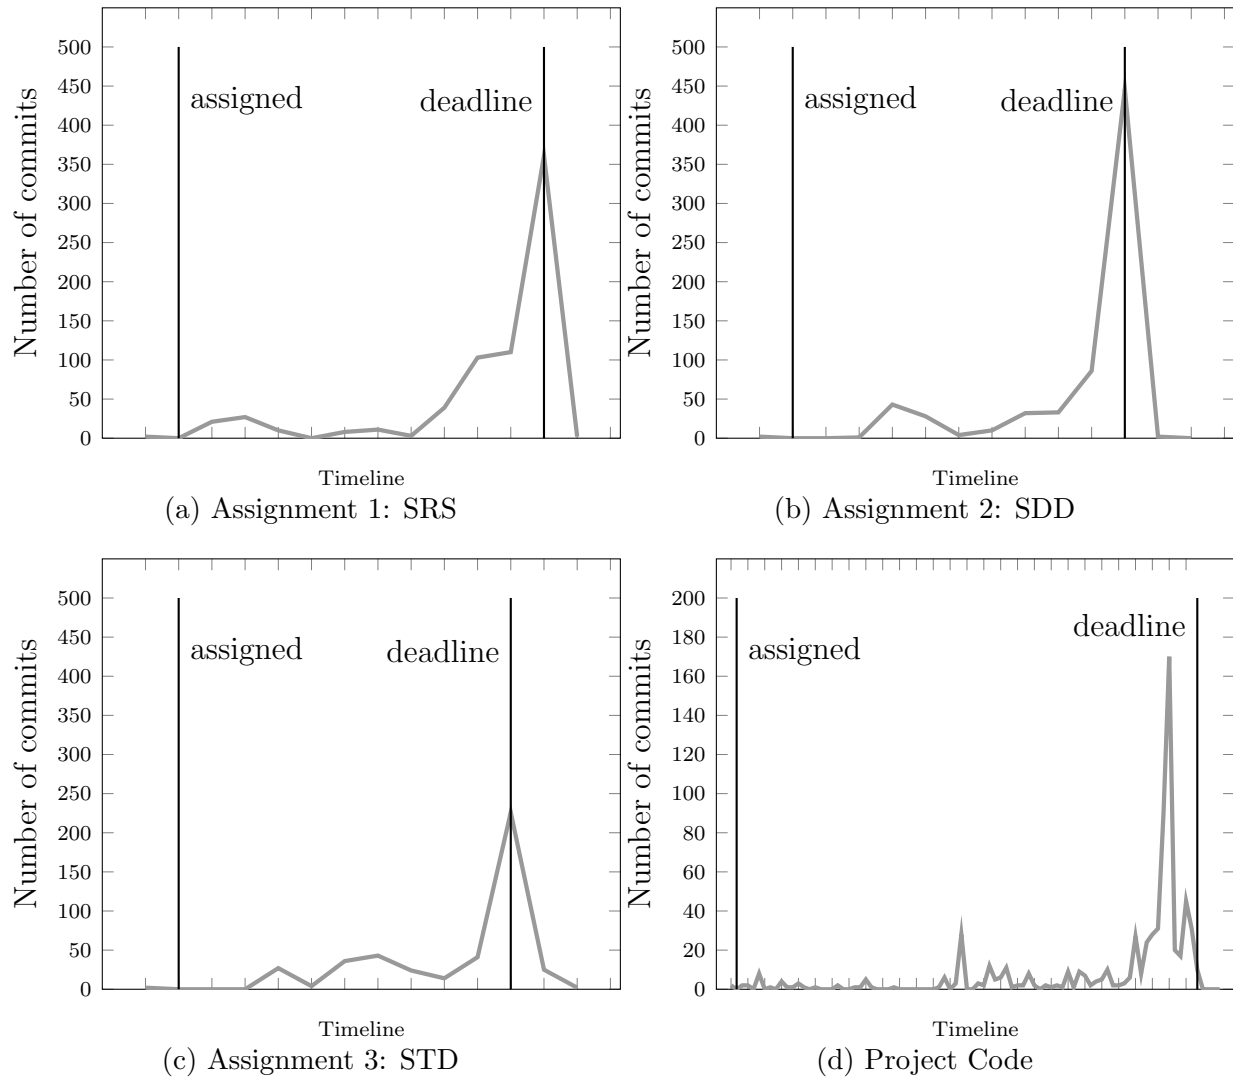 500
450
400
350
300
250
200
150
100
50
0
Number of commits
assigned
deadline
Timeline
(a) Assignment 1: SRS
500
450
400
350
300
250
200
150
100
50
0
Number of commits
assigned
deadline
Timeline
(b) Assignment 2: SDD
500
450
400
350
300
250
200
150
100
50
0
Number of commits
assigned
deadline
Timeline
(c) Assignment 3: STD
200
180
160
140
120
100
80
60
40
20
0
Number of commits
assigned
deadline
Timeline
(d) Project Code